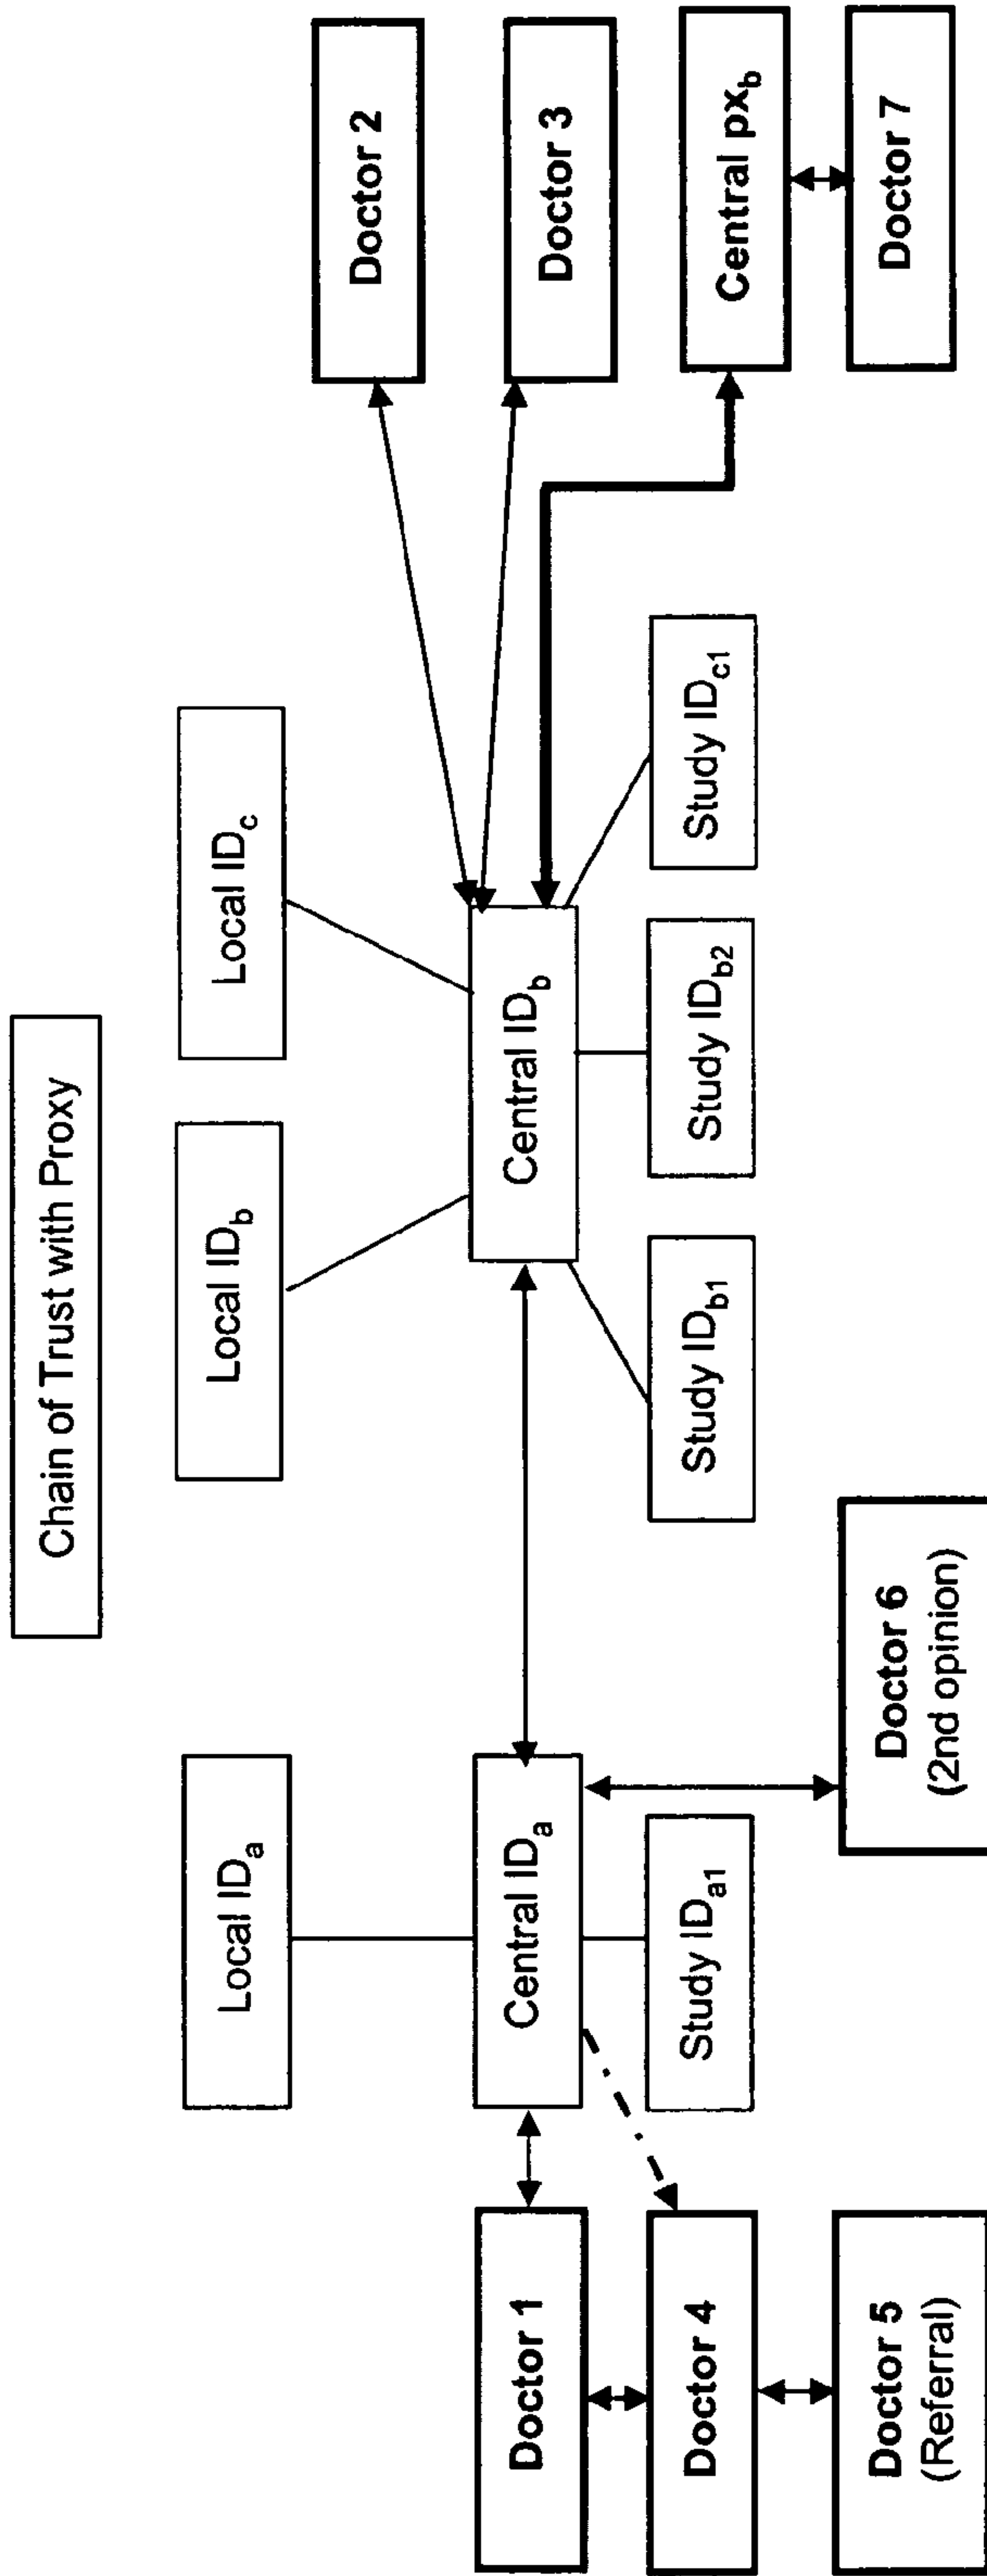 Chain of Trust with Proxy
Local IDₐ
Local ID_b
Local ID_c
Doctor 1
Central IDₐ
Central ID_b
Doctor 2
Doctor 3
Doctor 4
Study ID_a1
Study ID_b1
Study ID_b2
Study ID_c1
Central px_b
Doctor 5
(Referral)
Doctor 6
(2nd opinion)
Doctor 7